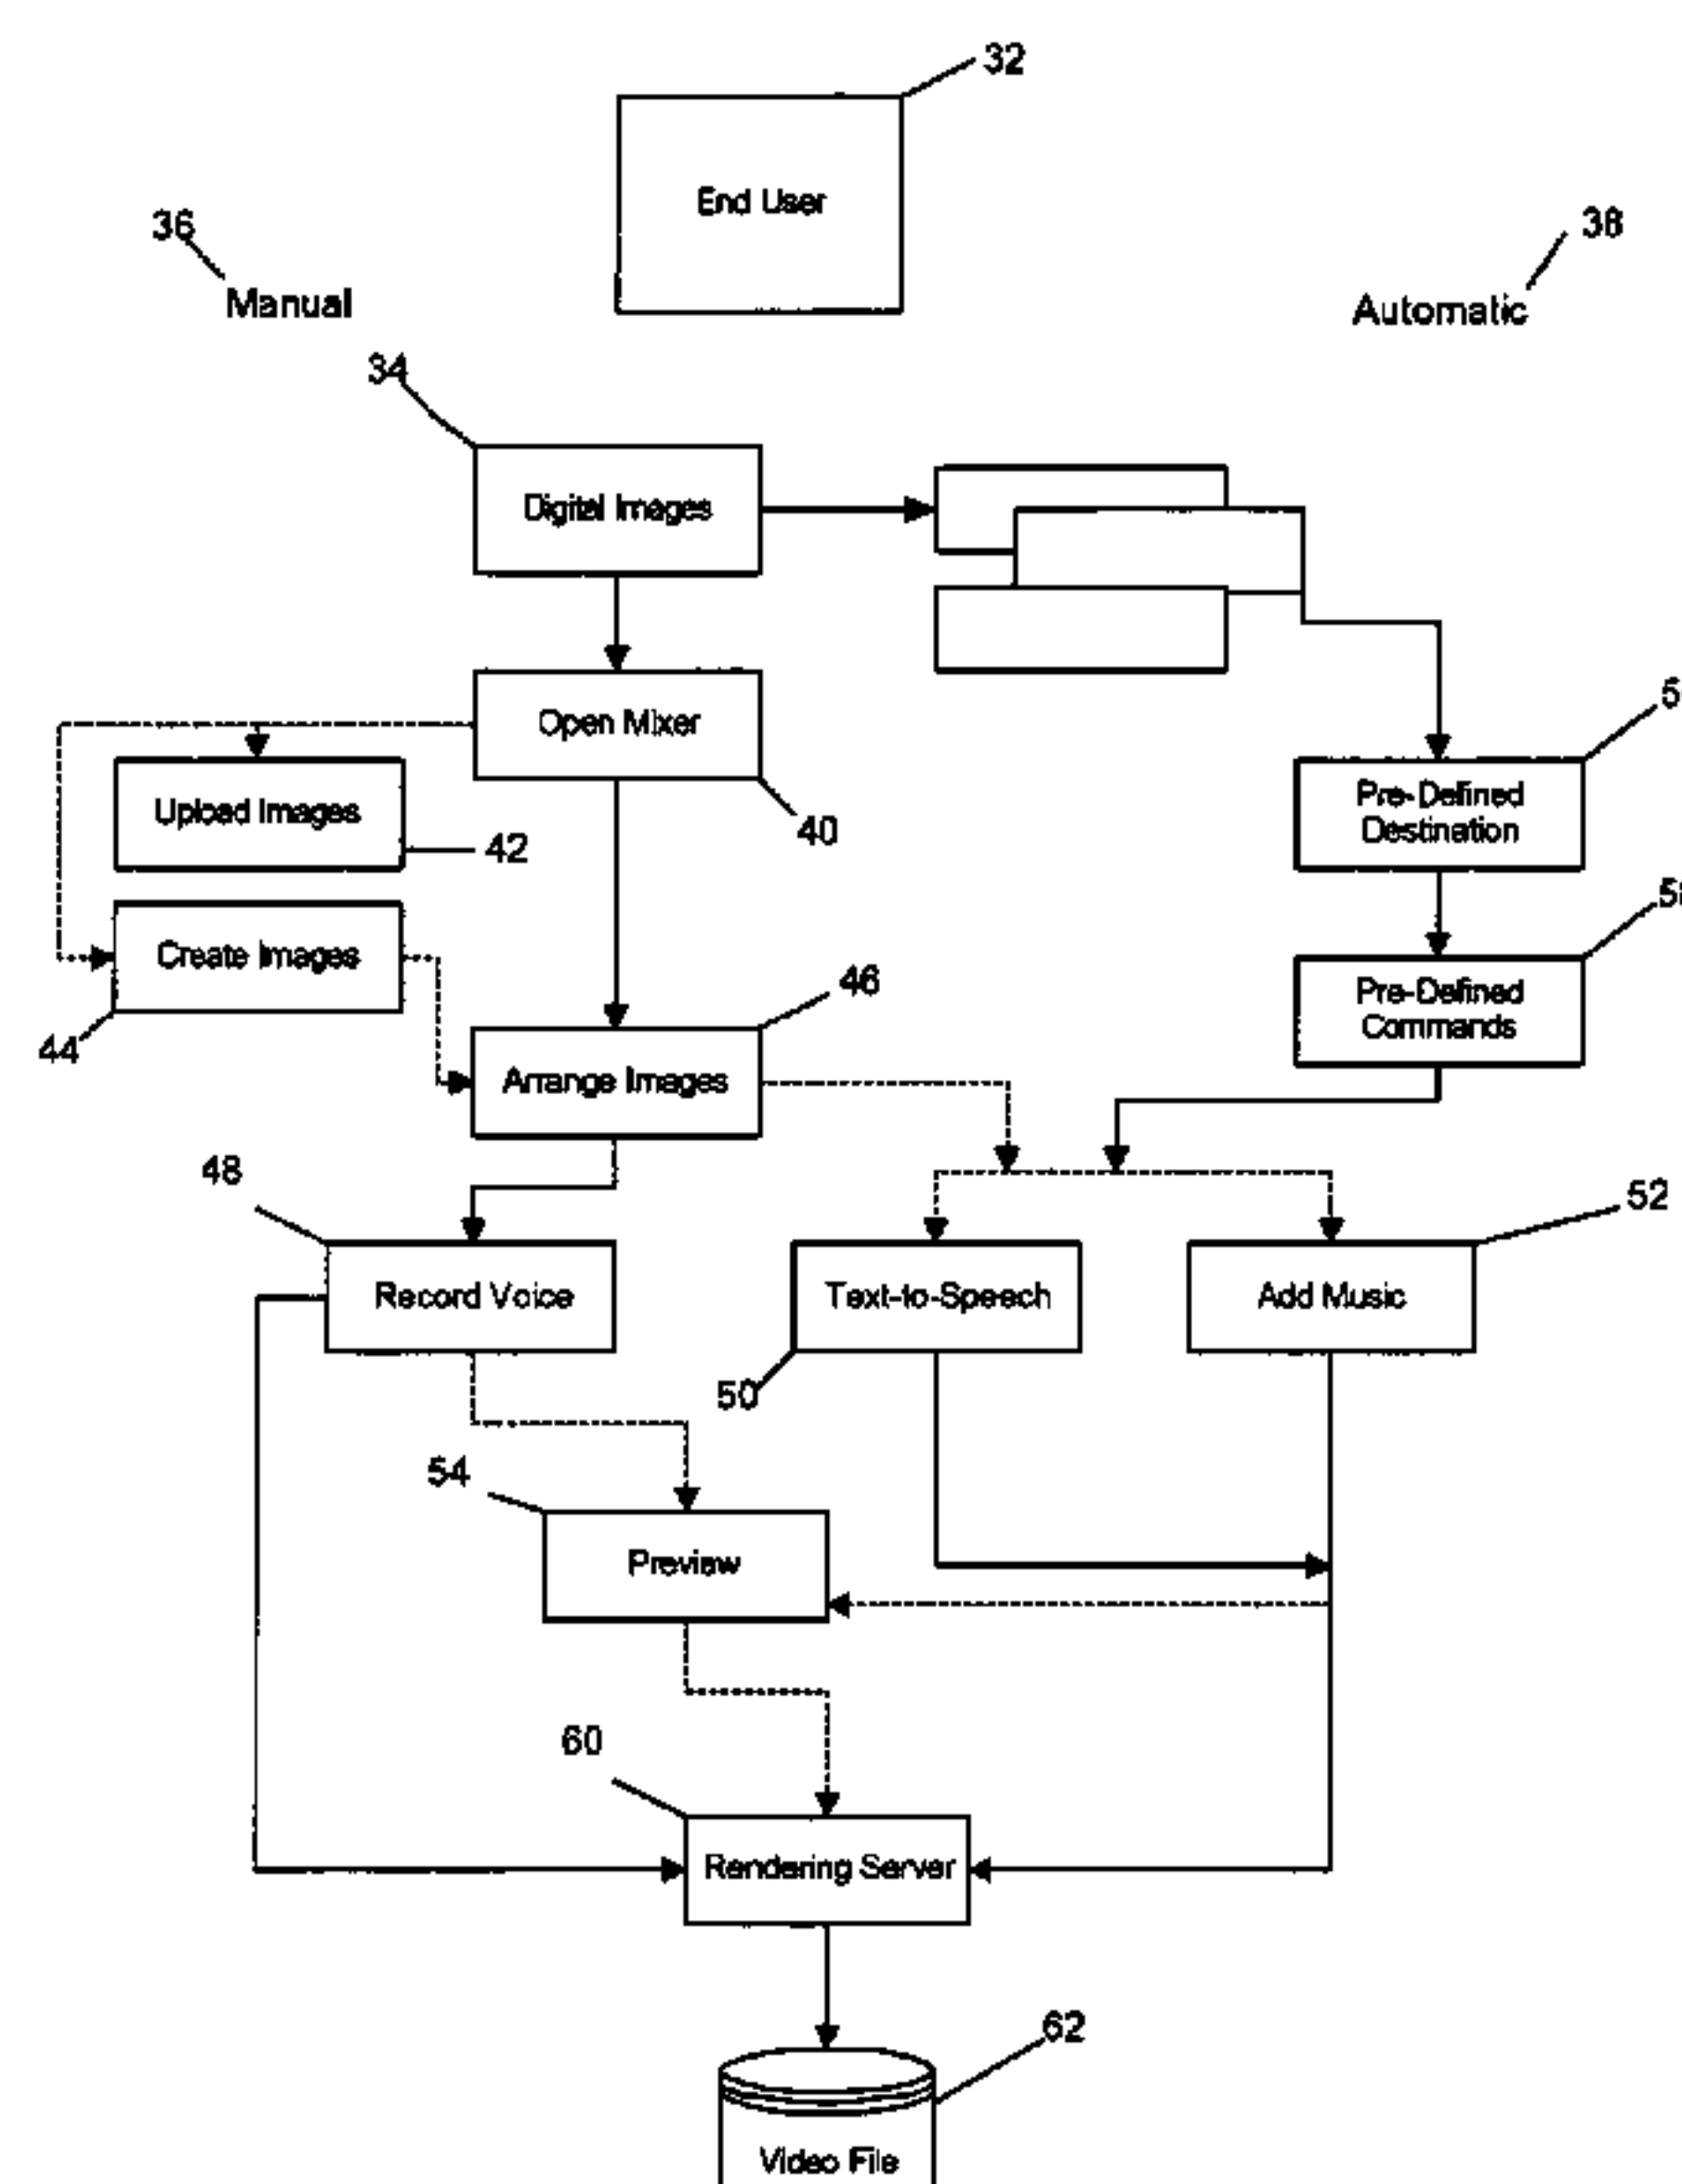 32
End User
36
Manual
38
Automatic
34
Digital Images
Open Mixer
40
Upload Images
42
Pre-Defined
Destination
Create Images
44
46
Pre-Defined
Commands
Arrange Images
48
52
Record Voice
Text-to-Speech
Add Music
50
54
Preview
60
Rendering Server
62
Video File